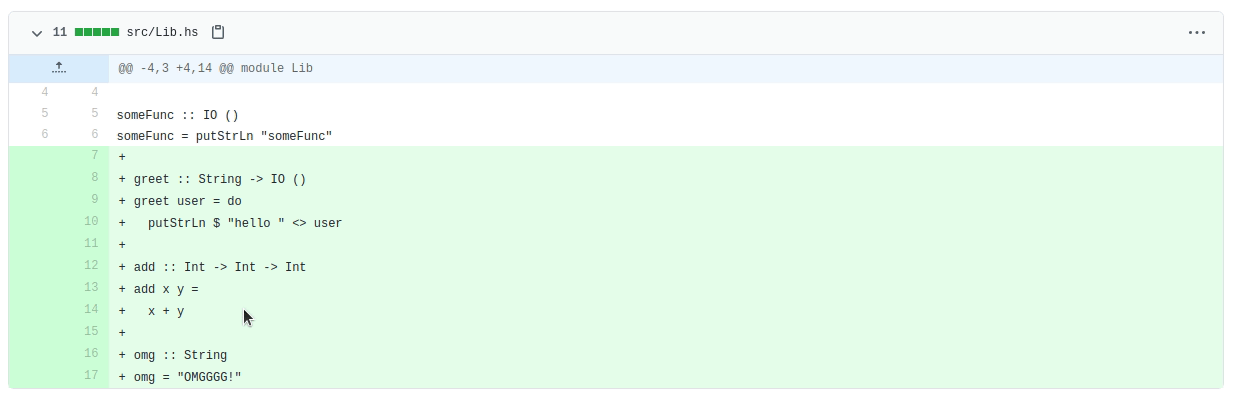 11 src/Lib.hs
@@ -4,3 +4,14 @@ module Lib
4 4
5 5 someFunc :: IO ()
6 6 someFunc = putStrLn "someFunc"
7 +
8 + greet :: String -> IO ()
9 + greet user = do
10 +   putStrLn $ "hello " <> user
11 +
12 + add :: Int -> Int -> Int
13 + add x y =
14 +   x + y
15 +
16 + omg :: String
17 + omg = "OMGGGG!"